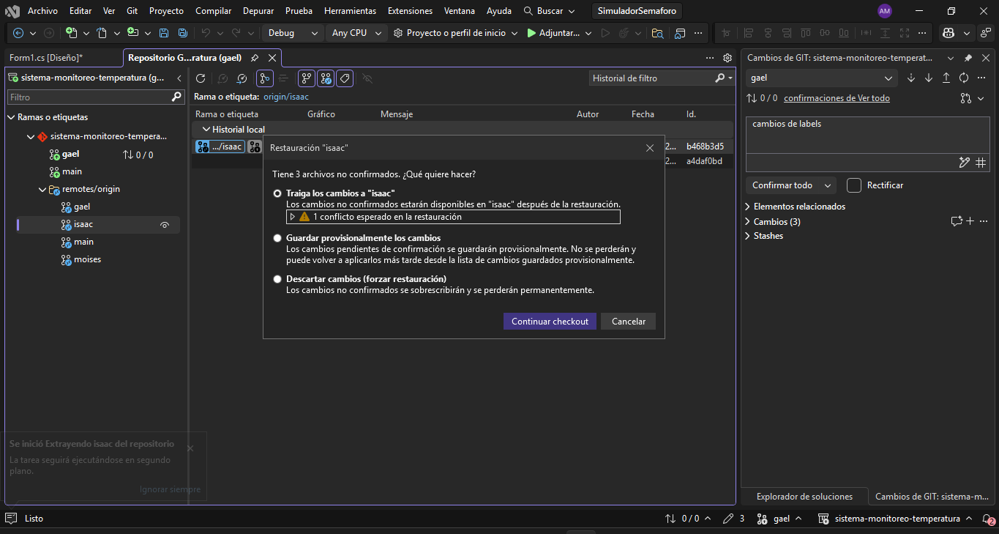 Archivo Editar Ver Git Proyecto Compilar Depurar Prueba Herramientas Extensiones Ventana Ayuda Buscar SimuladorSemaforo AM
Debug Any CPU Proyecto o perfil de inicio Adjuntar...
Form1.cs [Diseño]* Repositorio G...ratura (gael)
sistema-monitoreo-temperatura (g...
Filtro
Ramas o etiquetas
sistema-monitoreo-tempera...
gael 0 / 0
main
remotes/origin
gael
isaac
main
moises
Historial de filtro
Rama o etiqueta: origin/isaac
Rama o etiqueta Gráfico Mensaje Autor Fecha Id.
Historial local
.../isaac 2... b468b3d5
2... a4daf0bd
Restauración "isaac"
Tiene 3 archivos no confirmados. ¿Qué quiere hacer?
Traiga los cambios a "isaac"
Los cambios no confirmados estarán disponibles en "isaac" después de la restauración.
1 conflicto esperado en la restauración
Guardar provisionalmente los cambios
Los cambios pendientes de confirmación se guardarán provisionalmente. No se perderán y
puede volver a aplicarlos más tarde desde la lista de cambios guardados provisionalmente.
Descartar cambios (forzar restauración)
Los cambios no confirmados se sobrescribirán y se perderán permanentemente.
Continuar checkout Cancelar
Se inició Extrayendo isaac del repositorio
La tarea seguirá ejecutándose en segundo
plano.
Ignorar siempre
Cambios de GIT: sistema-monitoreo-temperat...
gael
0 / 0 confirmaciones de Ver todo
cambios de labels
Confirmar todo Rectificar
Elementos relacionados
Cambios (3)
Stashes
Explorador de soluciones Cambios de GIT: sistema-m...
Listo 0 / 0 3 gael sistema-monitoreo-temperatura 2